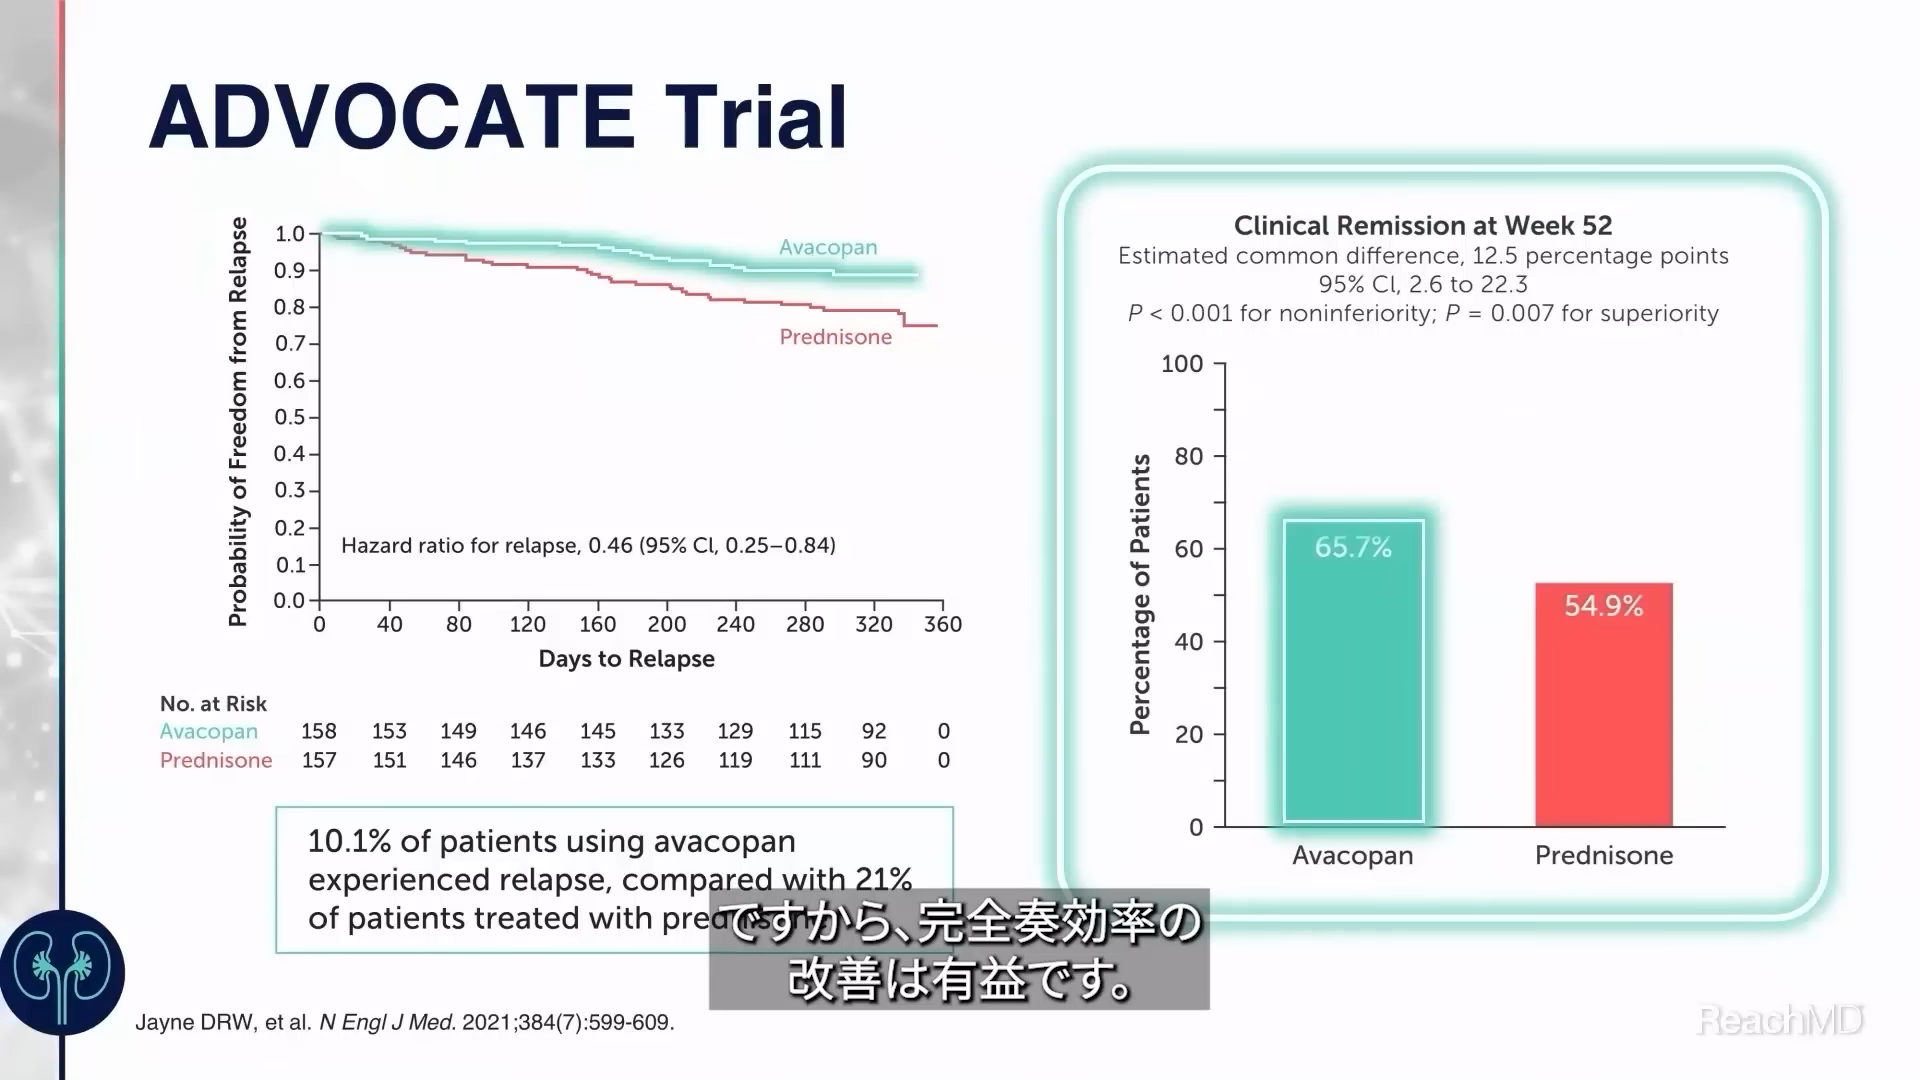 ADVOCATE Trial
Probability of Freedom from Relapse
1.0
0.9
0.8
0.7
0.6
0.5
0.4
0.3
0.2
0.1
0.0
Avacopan
Prednisone
Hazard ratio for relapse, 0.46 (95% CI, 0.25–0.84)
0 40 80 120 160 200 240 280 320 360
Days to Relapse
No. at Risk
Avacopan 158 153 149 146 145 133 129 115 92 0
Prednisone 157 151 146 137 133 126 119 111 90 0
10.1% of patients using avacopan
experienced relapse, compared with 21%
of patients treated with
Clinical Remission at Week 52
Estimated common difference, 12.5 percentage points
95% CI, 2.6 to 22.3
P < 0.001 for noninferiority; P = 0.007 for superiority
Percentage of Patients
100
80
60
40
20
0
65.7%
54.9%
Avacopan Prednisone
ですから、完全奏効率の
改善は有益です。
Jayne DRW, et al. N Engl J Med. 2021;384(7):599-609.
ReachMD